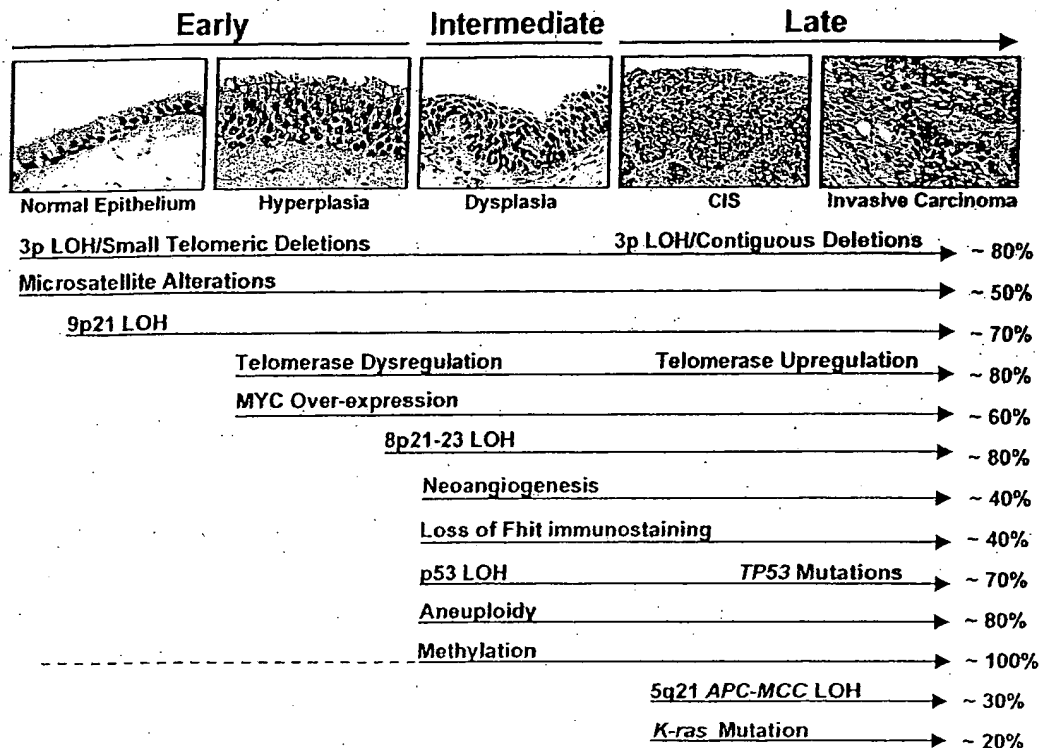 Early Intermediate Late
Normal Epithelium Hyperplasia Dysplasia CIS Invasive Carcinoma
3p LOH/Small Telomeric Deletions 3p LOH/Contiguous Deletions ~ 80%
Microsatellite Alterations ~ 50%
9p21 LOH ~ 70%
Telomerase Dysregulation Telomerase Upregulation ~ 80%
MYC Over-expression ~ 60%
8p21-23 LOH ~ 80%
Neoangiogenesis ~ 40%
Loss of Fhit immunostaining ~ 40%
p53 LOH TP53 Mutations ~ 70%
Aneuploidy ~ 80%
Methylation ~ 100%
5q21 APC-MCC LOH ~ 30%
K-ras Mutation ~ 20%